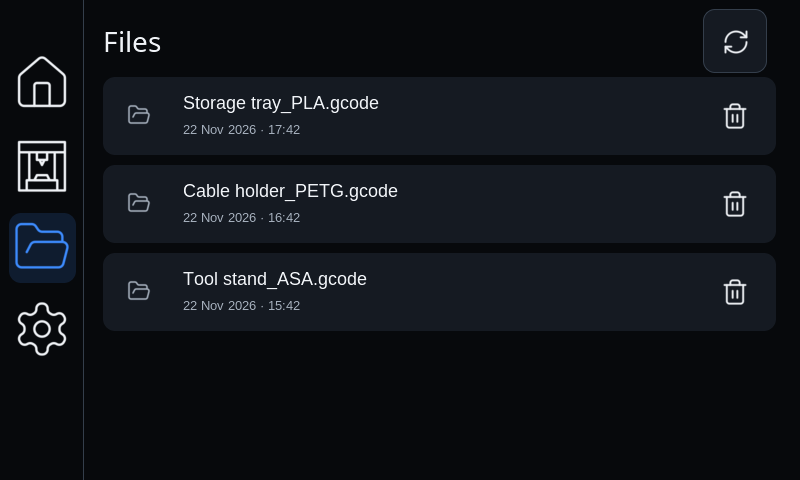 Files
Storage tray_PLA.gcode
22 Nov 2026 · 17:42
Cable holder_PETG.gcode
22 Nov 2026 · 16:42
Tool stand_ASA.gcode
22 Nov 2026 · 15:42